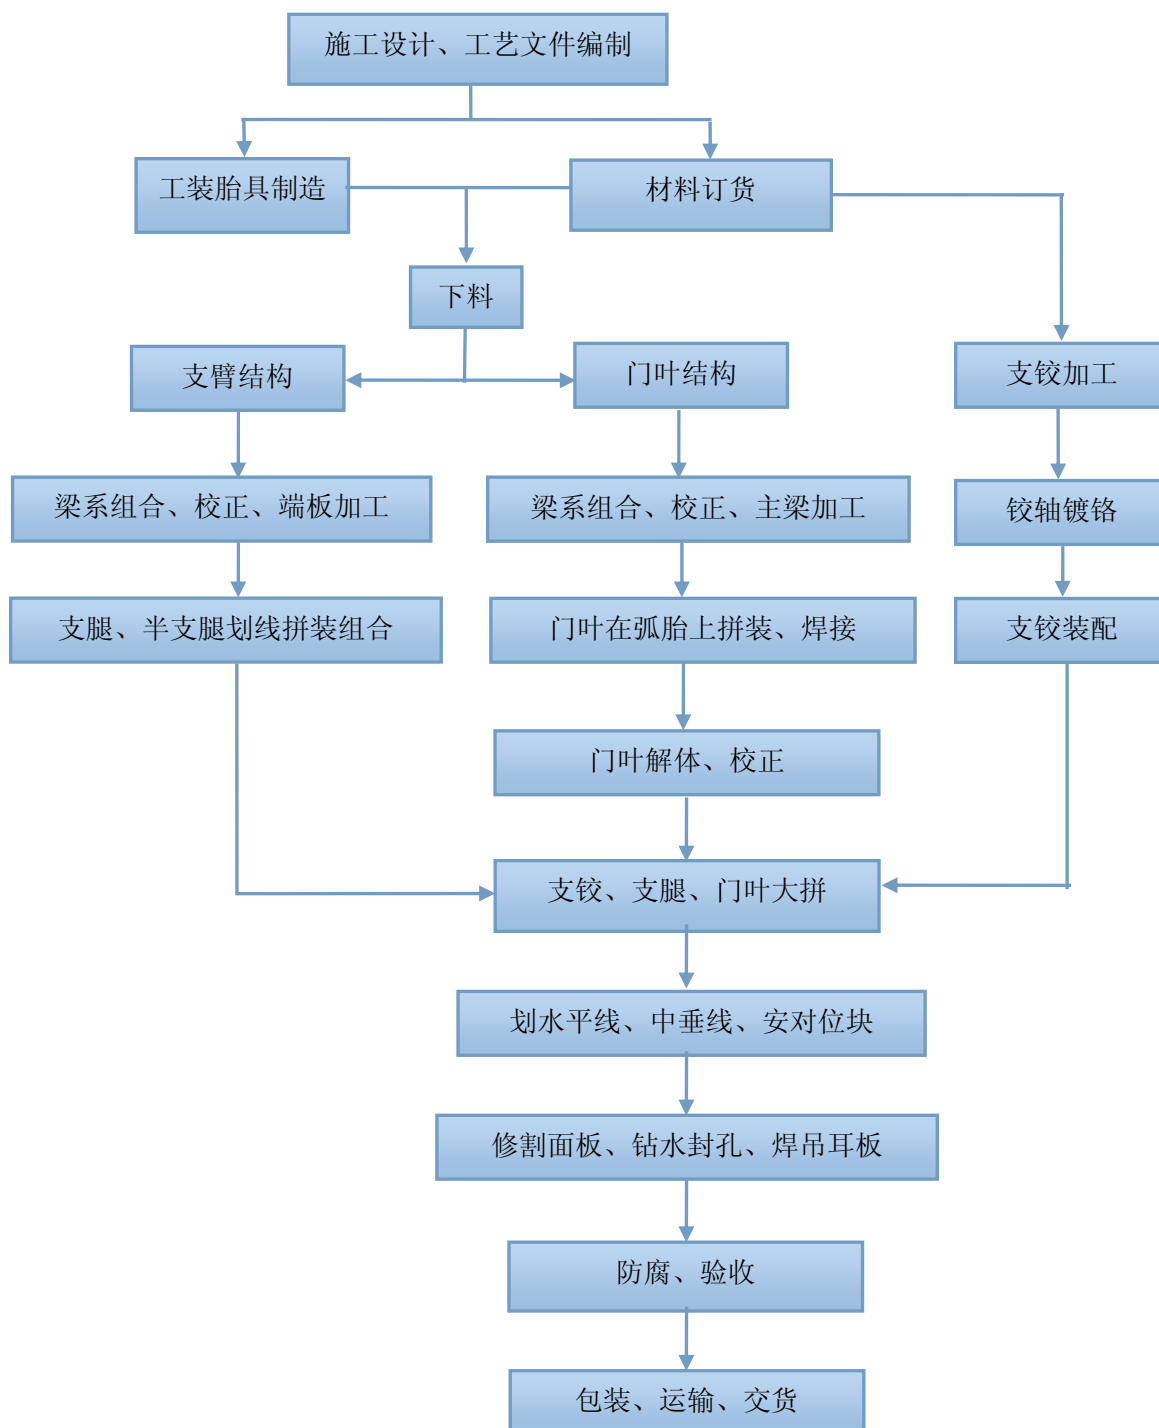 施工设计、工艺文件编制
工装胎具制造
材料订货
下料
支臂结构
门叶结构
支铰加工
梁系组合、校正、端板加工
梁系组合、校正、主梁加工
铰轴镀铬
支腿、半支腿划线拼装组合
门叶在弧胎上拼装、焊接
支铰装配
门叶解体、校正
支铰、支腿、门叶大拼
划水平线、中垂线、安对位块
修割面板、钻水封孔、焊吊耳板
防腐、验收
包装、运输、交货